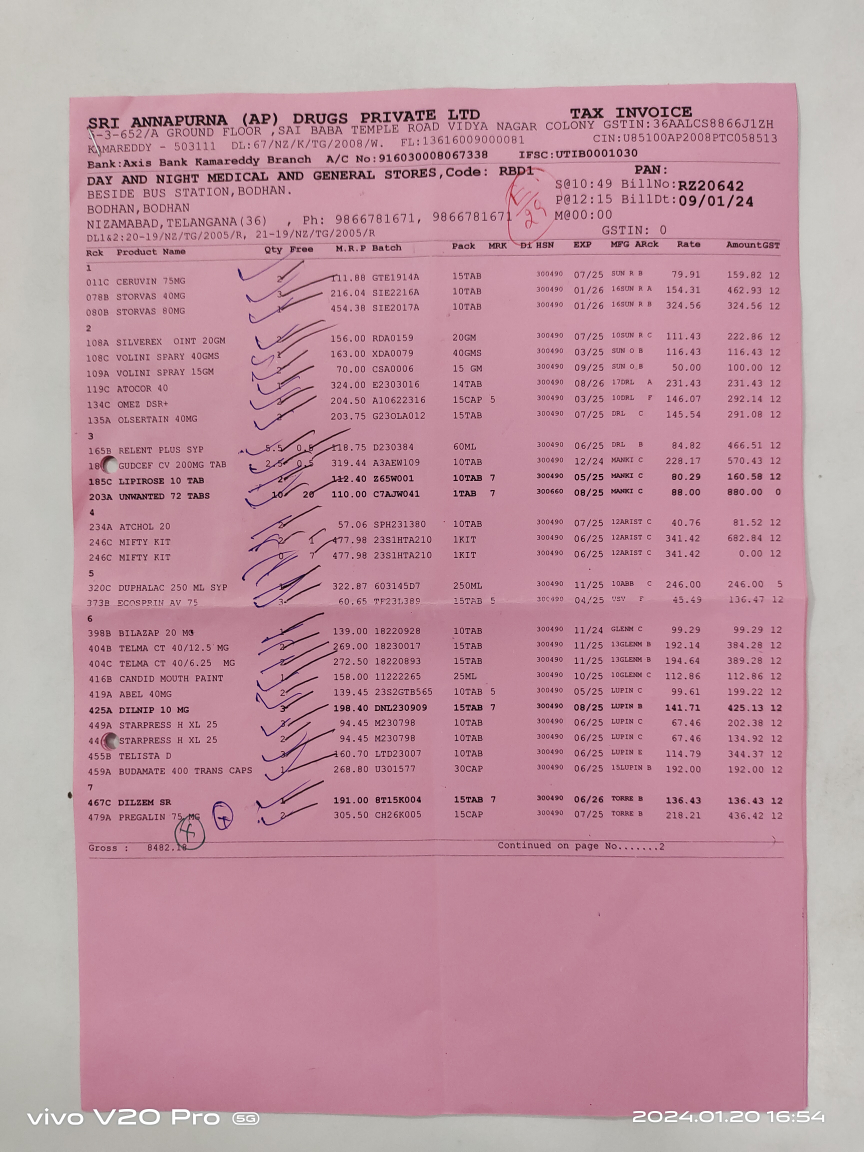 SRI ANNAPURNA (AP) DRUGS PRIVATE LTD TAX INVOICE
-3-652/A GROUND FLOOR ,SAI BABA TEMPLE ROAD VIDYA NAGAR COLONY GSTIN:36AALCS8866J1ZH
KAMAREDDY - 503111 DL:67/NZ/K/TG/2008/W. FL:13616009000081 CIN:U85100AP2008PTC058513
Bank:Axis Bank Kamareddy Branch A/C No:916030008067338 IFSC:UTIB0001030
DAY AND NIGHT MEDICAL AND GENERAL STORES,Code: RBD1 PAN:
BESIDE BUS STATION,BODHAN. S@10:49 BillNo:RZ20642
BODHAN,BODHAN P@12:15 BillDt:09/01/24
NIZAMABAD,TELANGANA(36) , Ph: 9866781671, 9866781671 M@00:00
GSTIN: 0
DL1&2:20-19/NZ/TG/2005/R, 21-19/NZ/TG/2005/R
Rck Product Name Qty Free M.R.P Batch Pack MRK Di HSN EXP MFG ARck Rate Amount GST
1
011C CERUVIN 75MG 2 111.88 GTE1914A 15TAB 300490 07/25 SUN R B 79.91 159.82 12
078B STORVAS 40MG 3 216.04 SIE2216A 10TAB 300490 01/26 16SUN R A 154.31 462.93 12
080B STORVAS 80MG 1 454.38 SIE2017A 10TAB 300490 01/26 16SUN R B 324.56 324.56 12
2
108A SILVEREX OINT 20GM 2 156.00 RDA0159 20GM 300490 07/25 10SUN R C 111.43 222.86 12
108C VOLINI SPARY 40GMS 1 163.00 XDA0079 40GMS 300490 03/25 SUN O B 116.43 116.43 12
109A VOLINI SPRAY 15GM 2 70.00 CSA0006 15 GM 300490 09/25 SUN O B 50.00 100.00 12
119C ATOCOR 40 1 324.00 E2303016 14TAB 300490 08/26 17DRL A 231.43 231.43 12
134C OMEZ DSR+ 2 204.50 A10622316 15CAP 5 300490 03/25 10DRL F 146.07 292.14 12
135A OLSERTAIN 40MG 2 203.75 G23OLA012 15TAB 300490 07/25 DRL C 145.54 291.08 12
3
165B RELENT PLUS SYP 5.5 0.5 118.75 D230384 60ML 300490 06/25 DRL B 84.82 466.51 12
18 GUDCEF CV 200MG TAB 2.5 0.5 319.44 A3AEW109 10TAB 300490 12/24 MANKI C 228.17 570.43 12
185C LIPIROSE 10 TAB 2 112.40 Z65W001 10TAB 7 300490 05/25 MANKI C 80.29 160.58 12
203A UNWANTED 72 TABS 10 20 110.00 C7AJW041 1TAB 7 300660 08/25 MANKI C 88.00 880.00 0
4
234A ATCHOL 20 2 57.06 SPH231380 10TAB 300490 07/25 12ARIST C 40.76 81.52 12
246C MIFTY KIT 2 1 477.98 23S1HTA210 1KIT 300490 06/25 12ARIST C 341.42 682.84 12
246C MIFTY KIT 0 7 477.98 23S1HTA210 1KIT 300490 06/25 12ARIST C 341.42 0.00 12
5
320C DUPHALAC 250 ML SYP 1 322.87 603145D7 250ML 300490 11/25 10ABB C 246.00 246.00 5
373B ECOSPRIN AV 75 3 60.65 TF23L389 15TAB 5 300490 04/25 USV F 45.49 136.47 12
6
398B BILAZAP 20 MG 1 139.00 18220928 10TAB 300490 11/24 GLENM C 99.29 99.29 12
404B TELMA CT 40/12.5 MG 2 269.00 18230017 15TAB 300490 11/25 13GLENM B 192.14 384.28 12
404C TELMA CT 40/6.25 MG 2 272.50 18220893 15TAB 300490 11/25 13GLENM B 194.64 389.28 12
416B CANDID MOUTH PAINT 1 158.00 11222265 25ML 300490 10/25 10GLENM C 112.86 112.86 12
419A ABEL 40MG 2 139.45 23S2GTB565 10TAB 5 300490 05/25 LUPIN C 99.61 199.22 12
425A DILNIP 10 MG 3 198.40 DNL230909 15TAB 7 300490 08/25 LUPIN B 141.71 425.13 12
449A STARPRESS H XL 25 3 94.45 M230798 10TAB 300490 06/25 LUPIN C 67.46 202.38 12
44 STARPRESS H XL 25 2 94.45 M230798 10TAB 300490 06/25 LUPIN C 67.46 134.92 12
455B TELISTA D 3 160.70 LTD23007 10TAB 300490 06/25 LUPIN E 114.79 344.37 12
459A BUDAMATE 400 TRANS CAPS 1 268.80 U301577 30CAP 300490 06/25 15LUPIN B 192.00 192.00 12
7
467C DILZEM SR 1 191.00 8T15K004 15TAB 7 300490 06/26 TORRE B 136.43 136.43 12
479A PREGALIN 75 MG 2 305.50 CH26K005 15CAP 300490 07/25 TORRE B 218.21 436.42 12
Gross : 8482.18 Continued on page No.......2
vivo V20 Pro 5G 2024.01.20 16:54